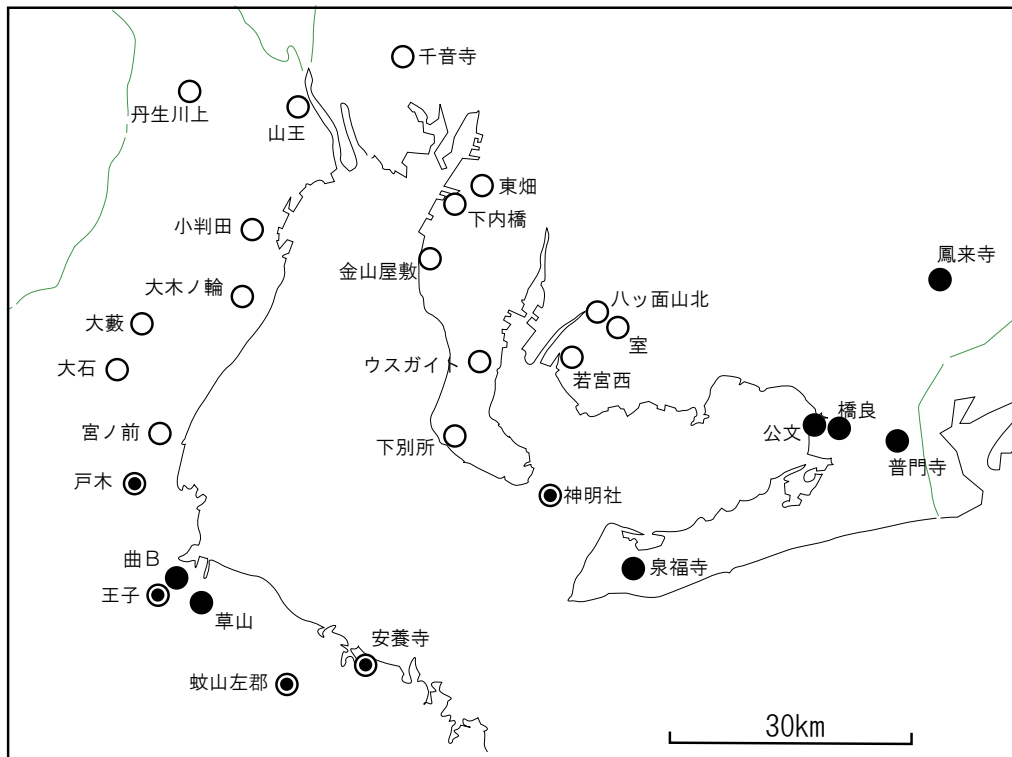 千音寺
丹生川上
山王
東畑
下内橋
小判田
金山屋敷
鳳来寺
大木ノ輪
八ッ面山北
大藪
室
大石
ウスガイト
若宮西
橋良
宮ノ前
下別所
公文
普門寺
戸木
神明社
曲B
泉福寺
王子
草山
安養寺
蚊山左郡
30km